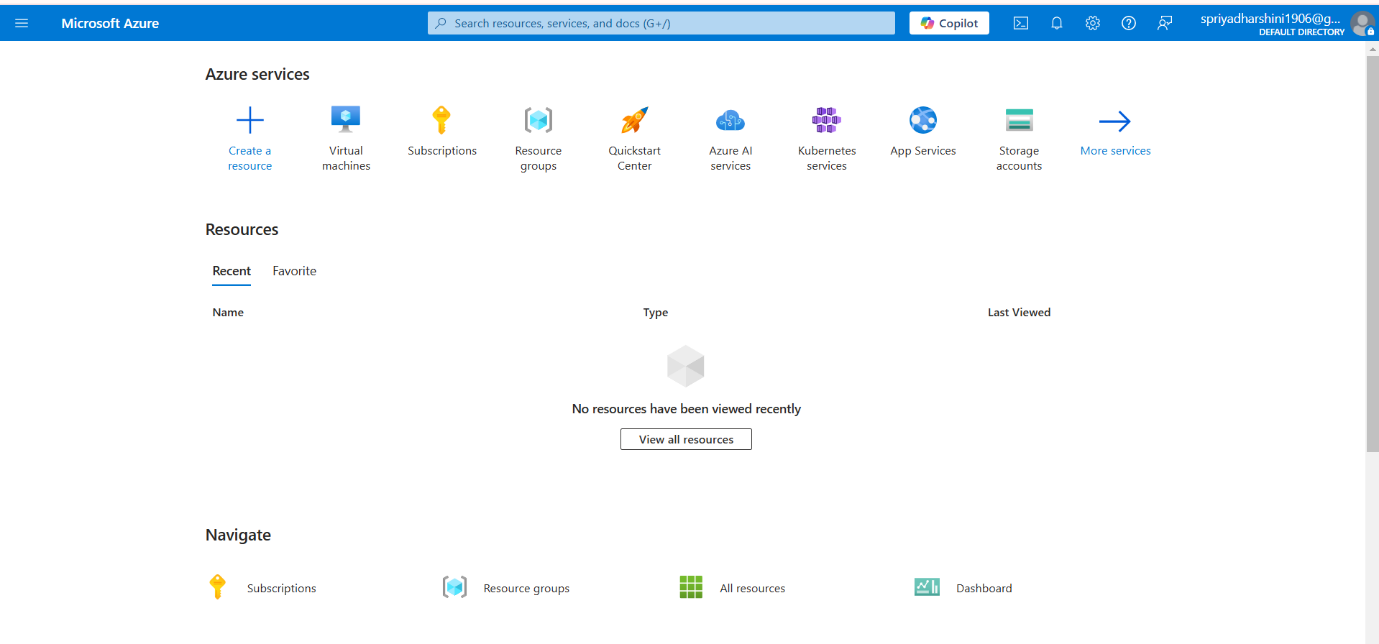 Microsoft Azure
Search resources, services, and docs (G+/)
Copilot
spriyadharshini1906@g...
DEFAULT DIRECTORY
Azure services
Create a
resource
Virtual
machines
Subscriptions
Resource
groups
Quickstart
Center
Azure AI
services
Kubernetes
services
App Services
Storage
accounts
More services
Resources
Recent
Favorite
Name
Type
Last Viewed
No resources have been viewed recently
View all resources
Navigate
Subscriptions
Resource groups
All resources
Dashboard